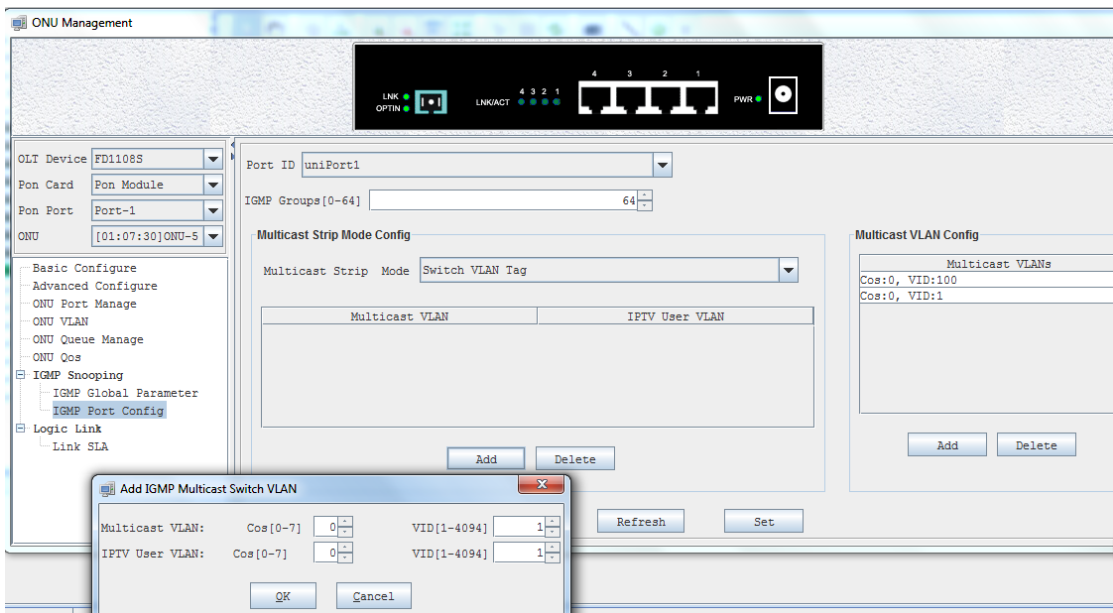 ONU Management
4 3 2 1
LNK
OPTIN
LNK/ACT
4 3 2 1
PWR
OLT Device FD1108S
Pon Card Pon Module
Pon Port Port-1
ONU [01:07:30]ONU-5
Basic Configure
Advanced Configure
ONU Port Manage
ONU VLAN
ONU Queue Manage
ONU Qos
IGMP Snooping
IGMP Global Parameter
IGMP Port Config
Logic Link
Link SLA
Port ID uniPort1
IGMP Groups[0-64] 64
Multicast Strip Mode Config
Multicast Strip Mode Switch VLAN Tag
Multicast VLAN IPTV User VLAN
Add Delete
Multicast VLAN Config
Multicast VLANs
Cos:0, VID:100
Cos:0, VID:1
Add Delete
Refresh Set
Add IGMP Multicast Switch VLAN
X
Multicast VLAN: Cos[0-7] 0 VID[1-4094] 1
IPTV User VLAN: Cos[0-7] 0 VID[1-4094] 1
OK Cancel